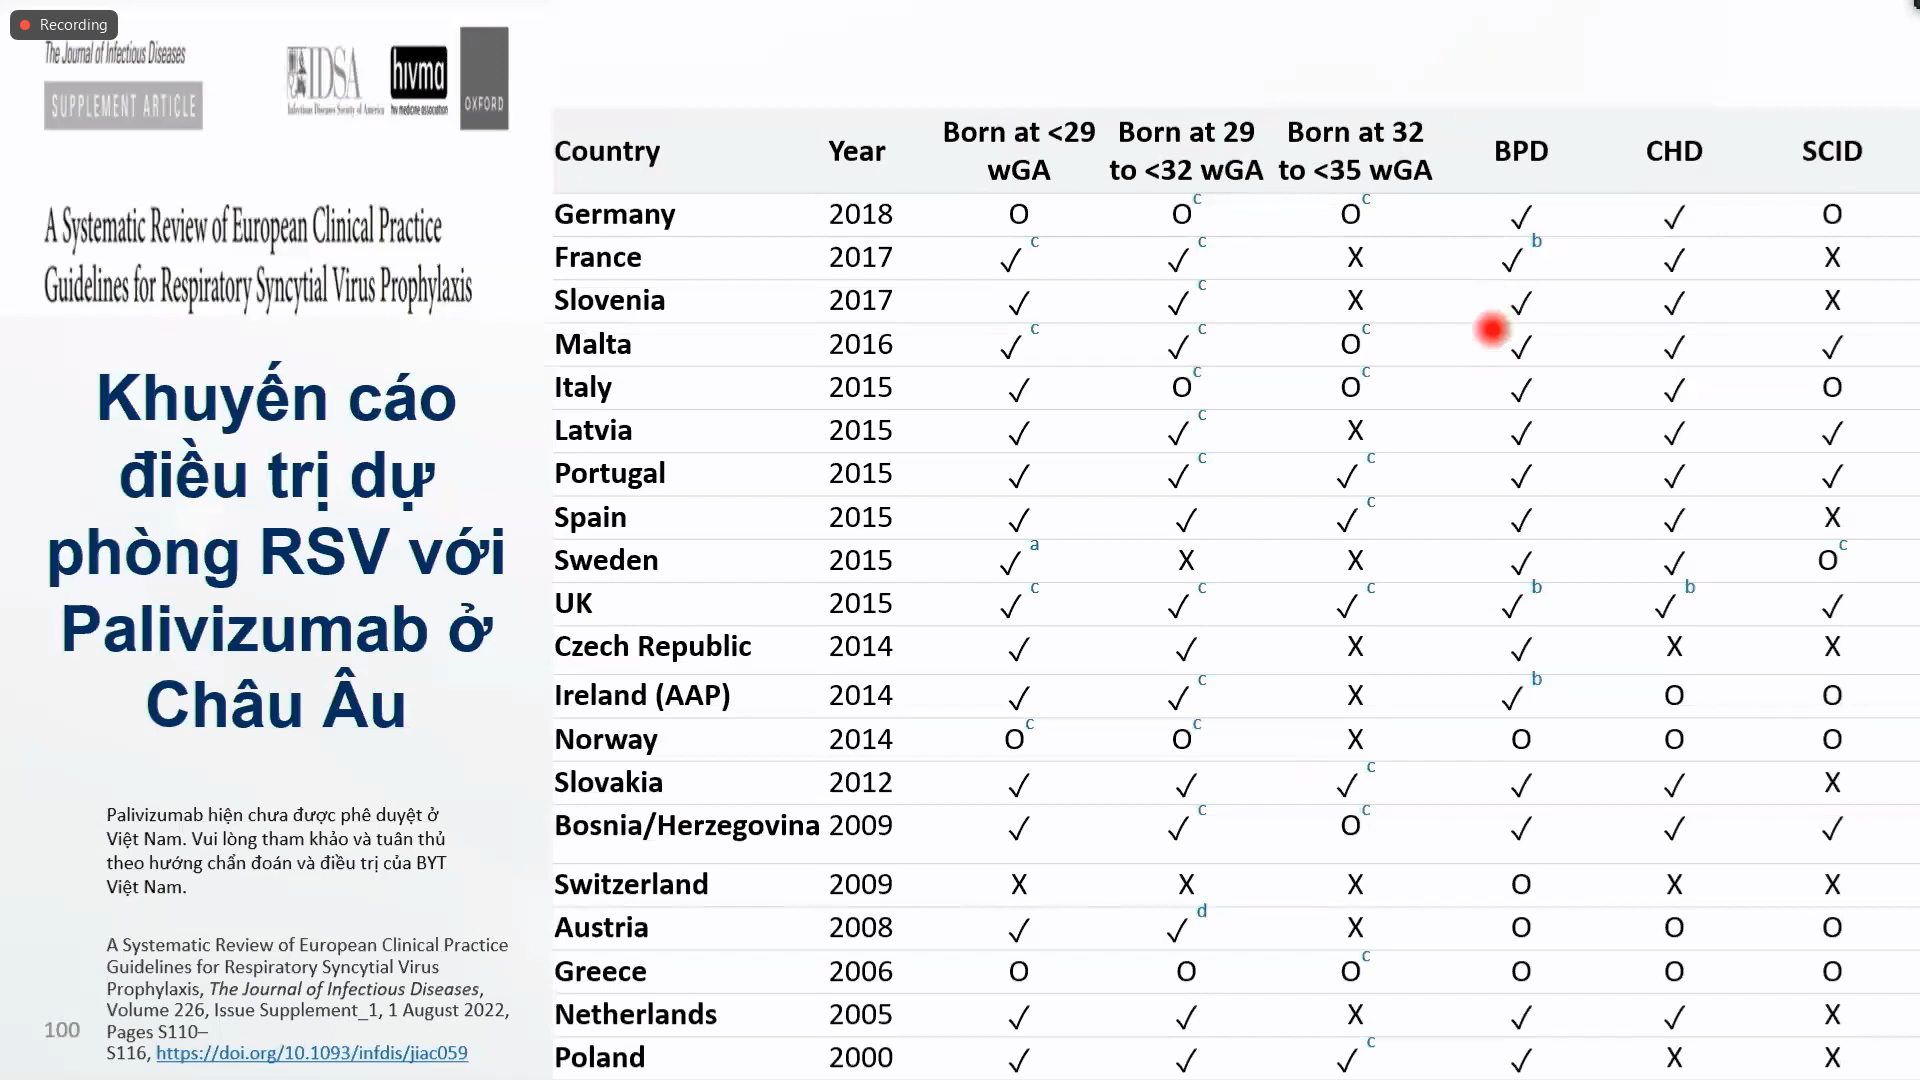 Recording
The Journal of Infectious Diseases
SUPPLEMENT ARTICLE
IDSA
Infectious Diseases Society of America
hivma
hiv medicine association
OXFORD
A Systematic Review of European Clinical Practice
Guidelines for Respiratory Syncytial Virus Prophylaxis
Khuyến cáo
điều trị dự
phòng RSV với
Palivizumab ở
Châu Âu
Palivizumab hiện chưa được phê duyệt ở
Việt Nam. Vui lòng tham khảo và tuân thủ
theo hướng chẩn đoán và điều trị của BYT
Việt Nam.
A Systematic Review of European Clinical Practice
Guidelines for Respiratory Syncytial Virus
Prophylaxis, The Journal of Infectious Diseases,
Volume 226, Issue Supplement_1, 1 August 2022,
Pages S110–
S116, https://doi.org/10.1093/infdis/jiac059
100
Country Year Born at <29 wGA Born at 29 to <32 wGA Born at 32 to <35 wGA BPD CHD SCID
Germany 2018 O O c O c ✓ ✓ O
France 2017 ✓ c ✓ c X ✓ b ✓ X
Slovenia 2017 ✓ ✓ c X ✓ ✓ X
Malta 2016 ✓ c ✓ c O c ✓ ✓ ✓
Italy 2015 ✓ O c O c ✓ ✓ O
Latvia 2015 ✓ ✓ c X ✓ ✓ ✓
Portugal 2015 ✓ ✓ c ✓ c ✓ ✓ ✓
Spain 2015 ✓ ✓ ✓ c ✓ ✓ X
Sweden 2015 ✓ a X X ✓ ✓ O c
UK 2015 ✓ c ✓ c ✓ c ✓ b ✓ b ✓
Czech Republic 2014 ✓ ✓ X ✓ X X
Ireland (AAP) 2014 ✓ ✓ c X ✓ b O O
Norway 2014 O c O c X O O O
Slovakia 2012 ✓ ✓ ✓ c ✓ ✓ X
Bosnia/Herzegovina 2009 ✓ ✓ c O c ✓ ✓ ✓
Switzerland 2009 X X X O X X
Austria 2008 ✓ ✓ d X O O O
Greece 2006 O O O c O O O
Netherlands 2005 ✓ ✓ X ✓ ✓ X
Poland 2000 ✓ ✓ ✓ c ✓ X X